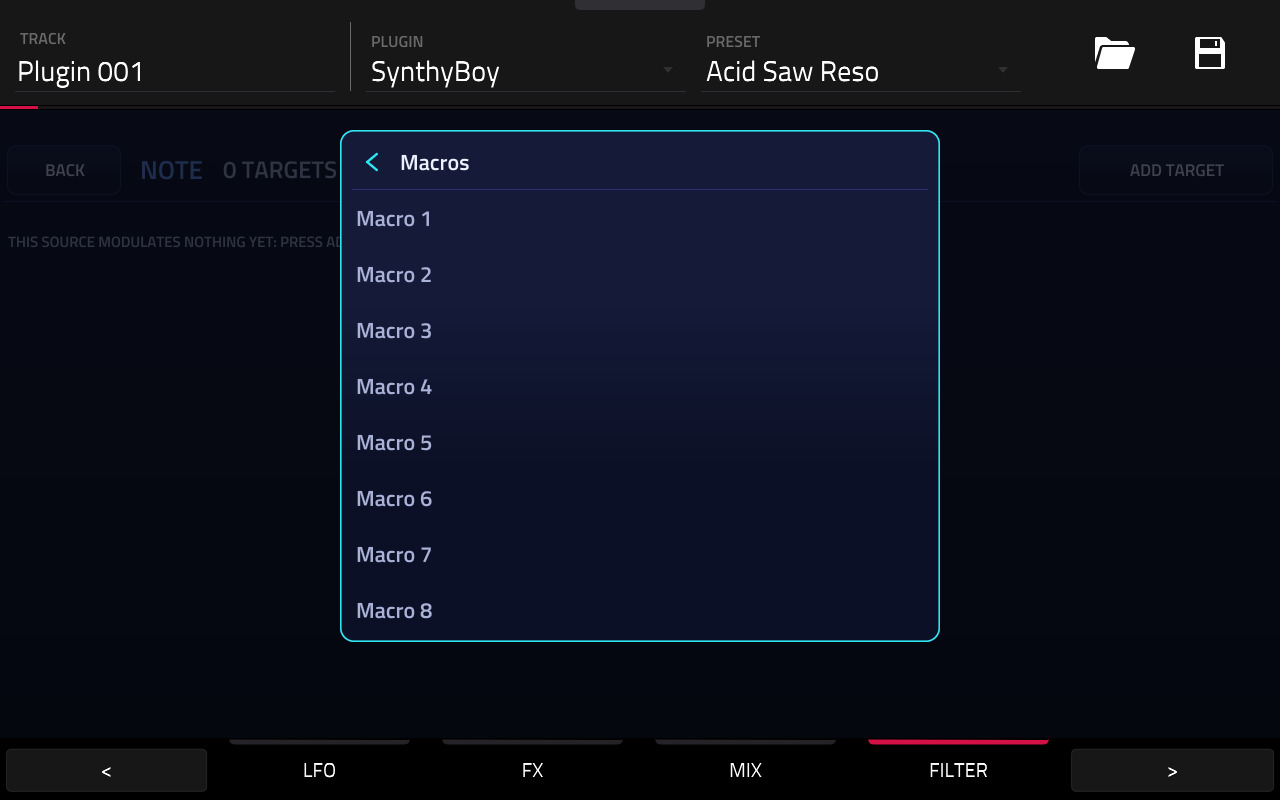 TRACK
Plugin 001
PLUGIN
SynthyBoy
PRESET
Acid Saw Reso
BACK
NOTE
0 TARGETS
ADD TARGET
THIS SOURCE MODULATES NOTHING YET: PRESS AD
Macros
Macro 1
Macro 2
Macro 3
Macro 4
Macro 5
Macro 6
Macro 7
Macro 8
<
LFO
FX
MIX
FILTER
>